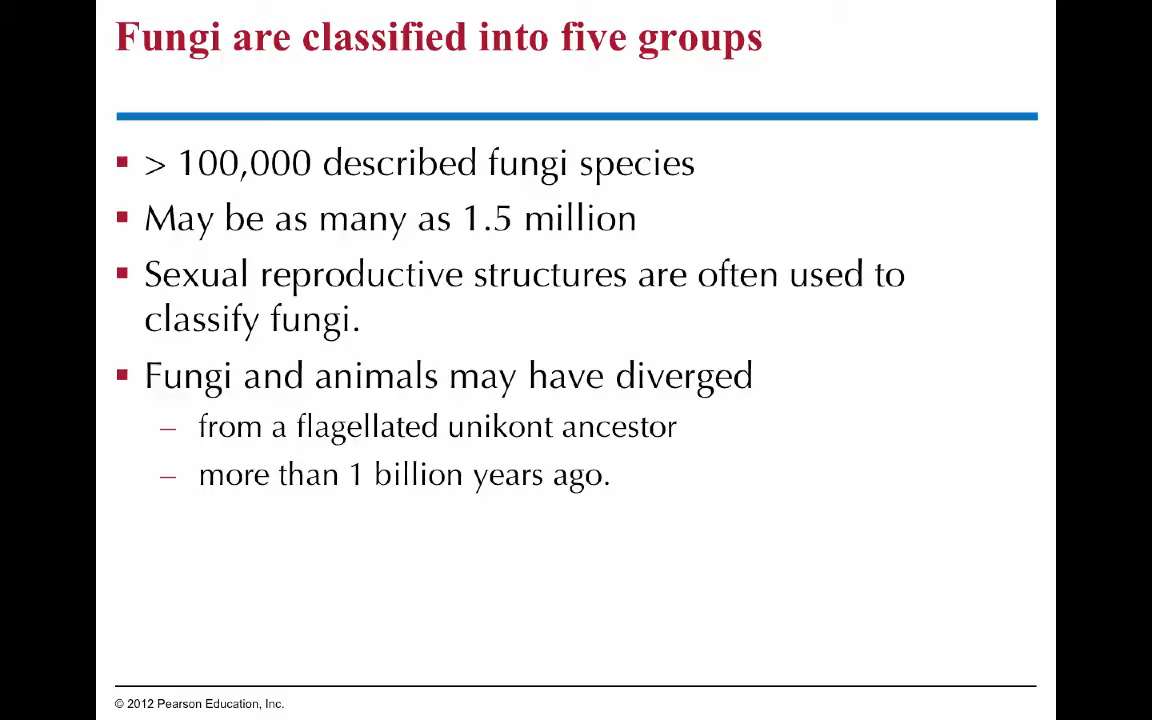 Fungi are classified into five groups
▪ > 100,000 described fungi species
▪ May be as many as 1.5 million
▪ Sexual reproductive structures are often used to
classify fungi.
▪ Fungi and animals may have diverged
– from a flagellated unikont ancestor
– more than 1 billion years ago.
© 2012 Pearson Education, Inc.